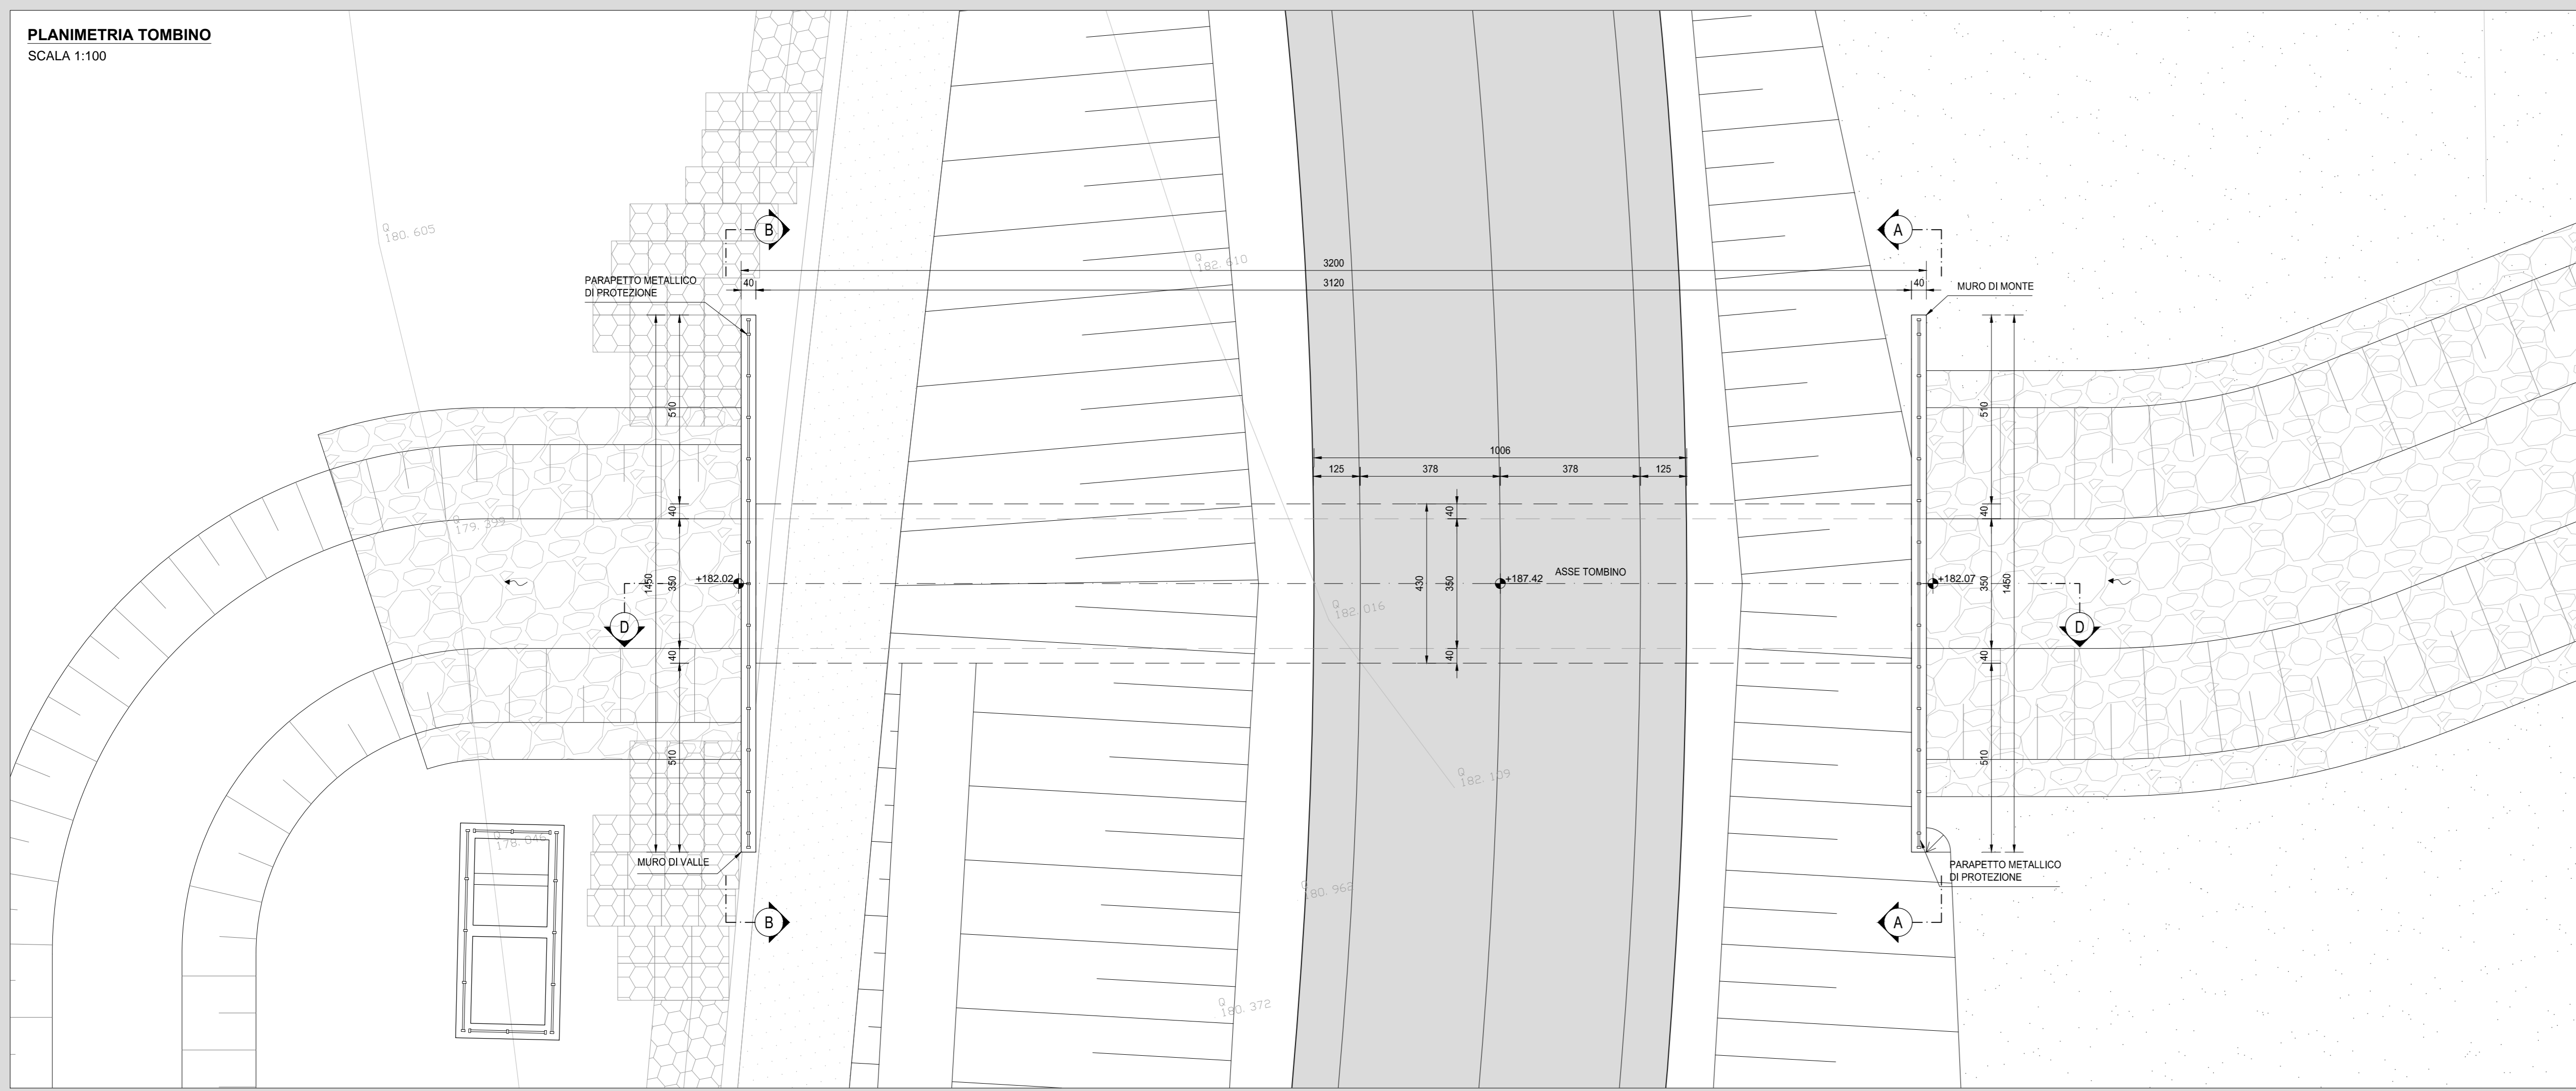 PLANIMETRIA TOMBINO
SCALA 1:100
Q
180.605
B
A
Q
182.610
3200
PARAPETTO METALLICO
DI PROTEZIONE
40
3120
40
MURO DI MONTE
510
510
1006
125
378
378
125
40
40
40
Q
179.399
1450
350
+182.02
430
350
+187.42
ASSE TOMBINO
+182.07
350
1450
Q
182.016
D
D
40
40
40
510
510
Q
182.109
Q
178.046
MURO DI VALLE
PARAPETTO METALLICO
DI PROTEZIONE
Q
180.962
B
A
Q
180.372